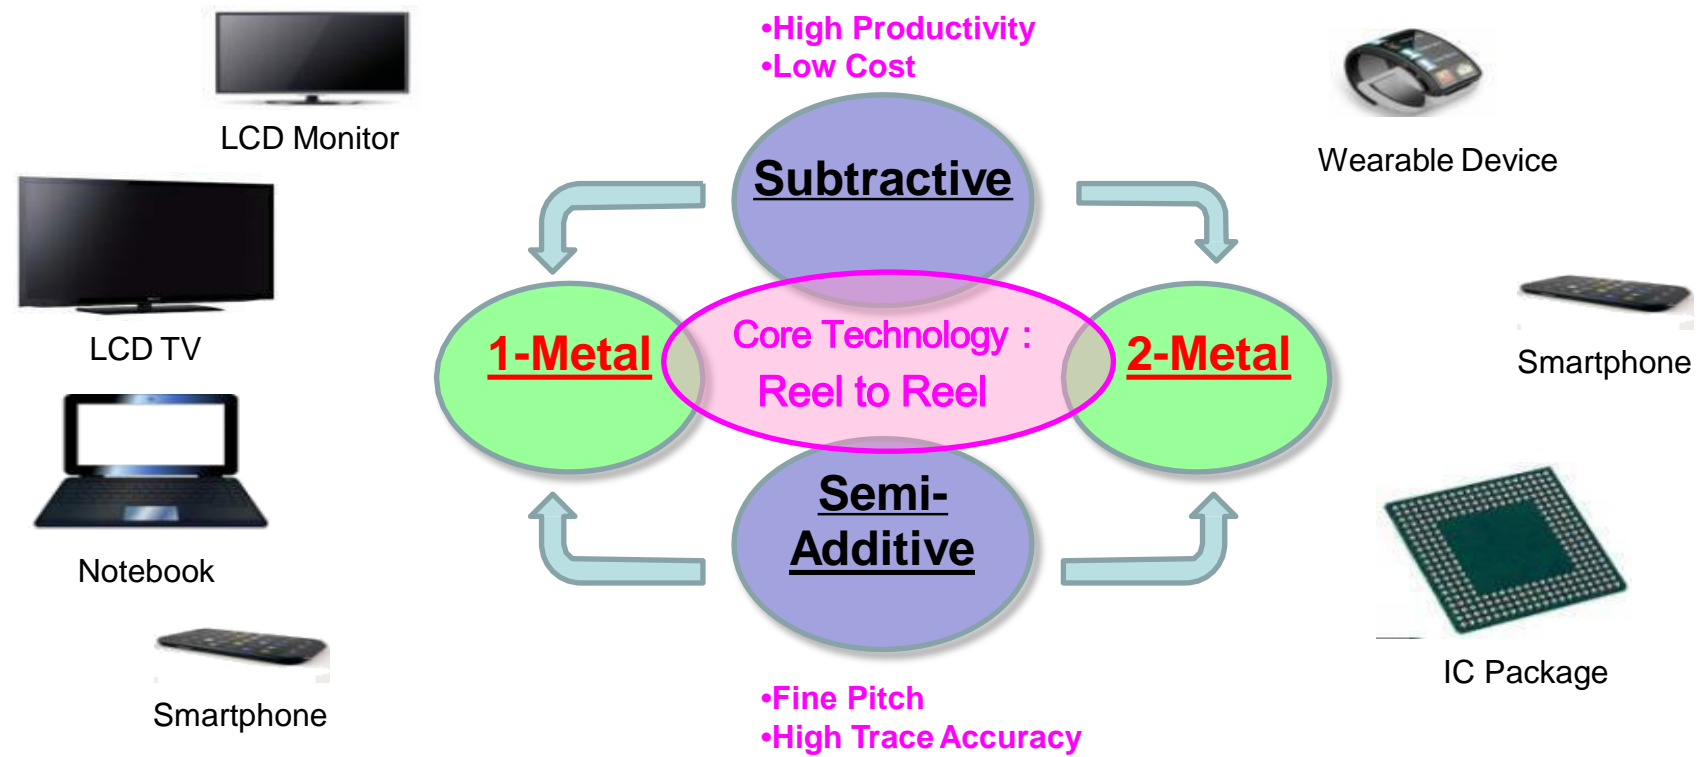 •High Productivity
•Low Cost
LCD Monitor
Wearable Device
Subtractive
LCD TV
1-Metal
Core Technology：
Reel to Reel
2-Metal
Smartphone
Notebook
Semi-
Additive
IC Package
Smartphone
•Fine Pitch
•High Trace Accuracy